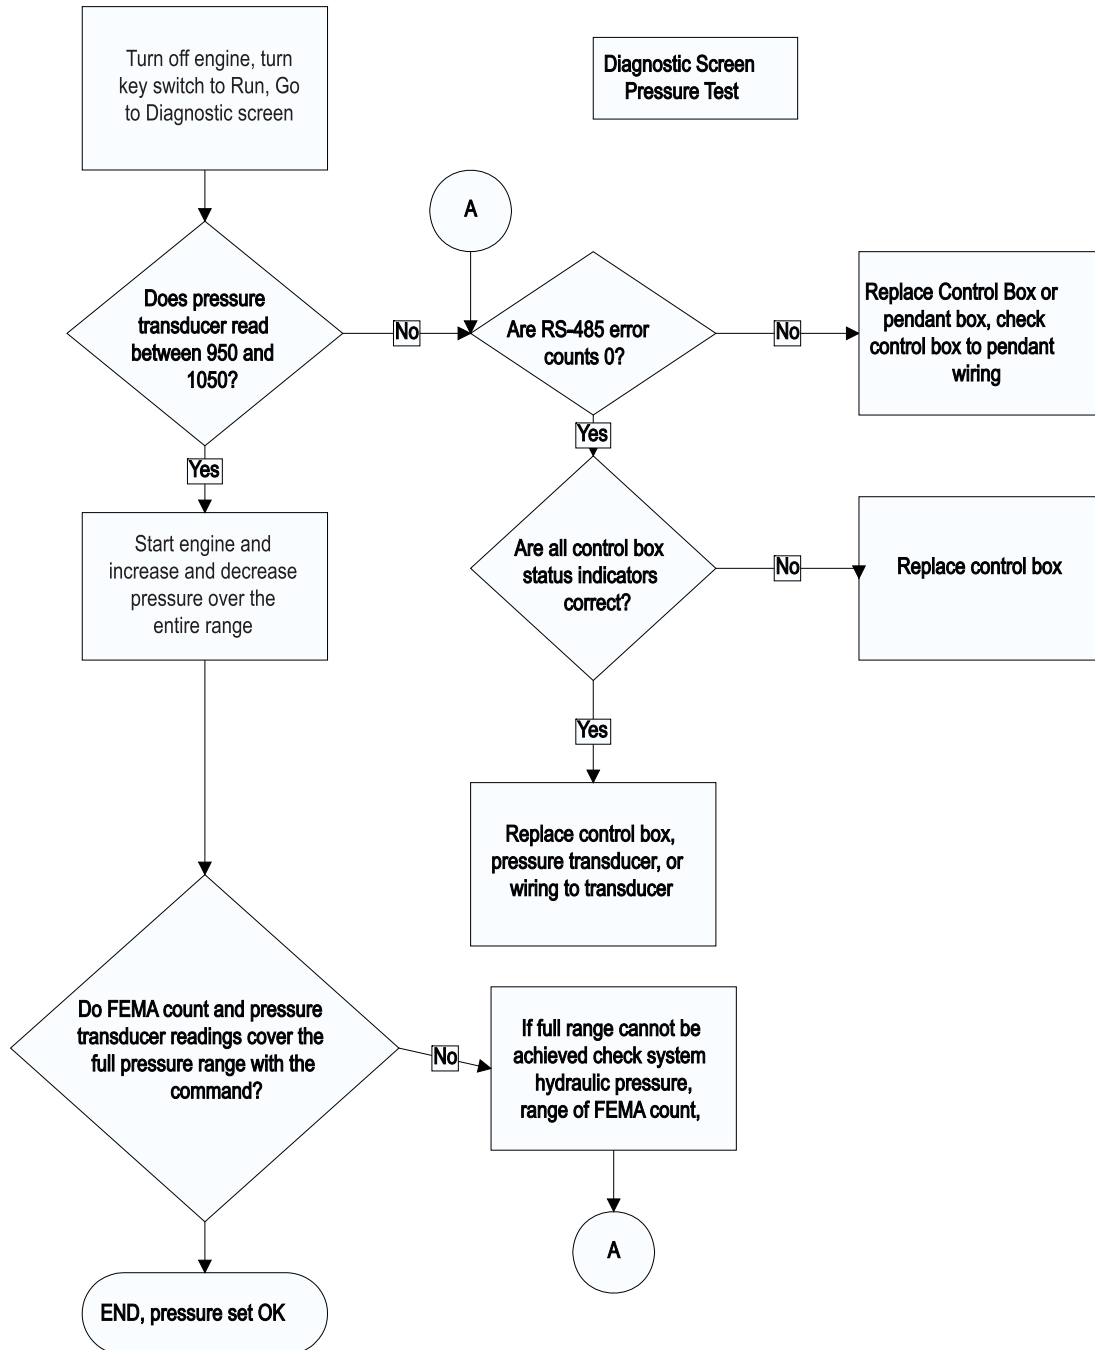 Turn off engine, turn
key switch to Run, Go
to Diagnostic screen
Diagnostic Screen
Pressure Test
A
Does pressure
transducer read
between 950 and
1050?
No
Are RS-485 error
counts 0?
No
Replace Control Box or
pendant box, check
control box to pendant
wiring
Yes
Yes
Start engine and
increase and decrease
pressure over the
entire range
Are all control box
status indicators
correct?
No
Replace control box
Yes
Replace control box,
pressure transducer, or
wiring to transducer
Do FEMA count and pressure
transducer readings cover the
full pressure range with the
command?
No
If full range cannot be
achieved check system
hydraulic pressure,
range of FEMA count,
A
END, pressure set OK